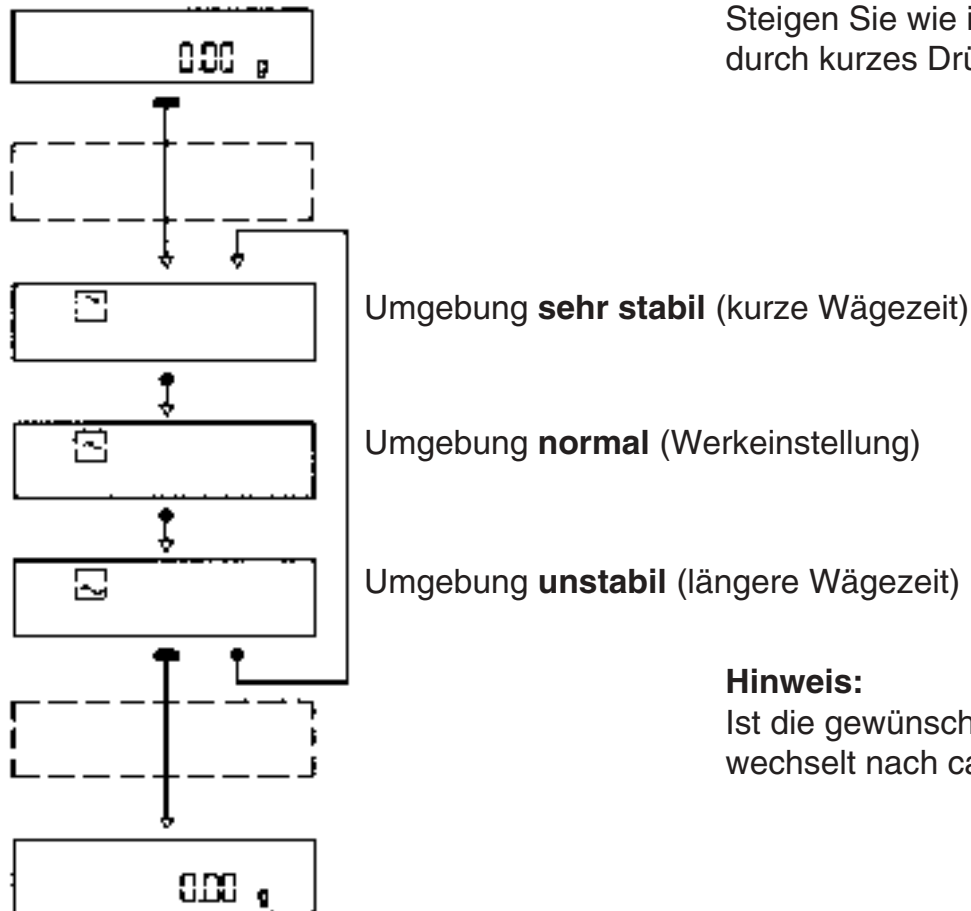 Steigen Sie wie i
durch kurzes Drü
0.00 g
Umgebung sehr stabil (kurze Wägezeit)
Umgebung normal (Werkeinstellung)
Umgebung unstabil (längere Wägezeit)
Hinweis:
Ist die gewünsch
wechselt nach ca
0.00 g